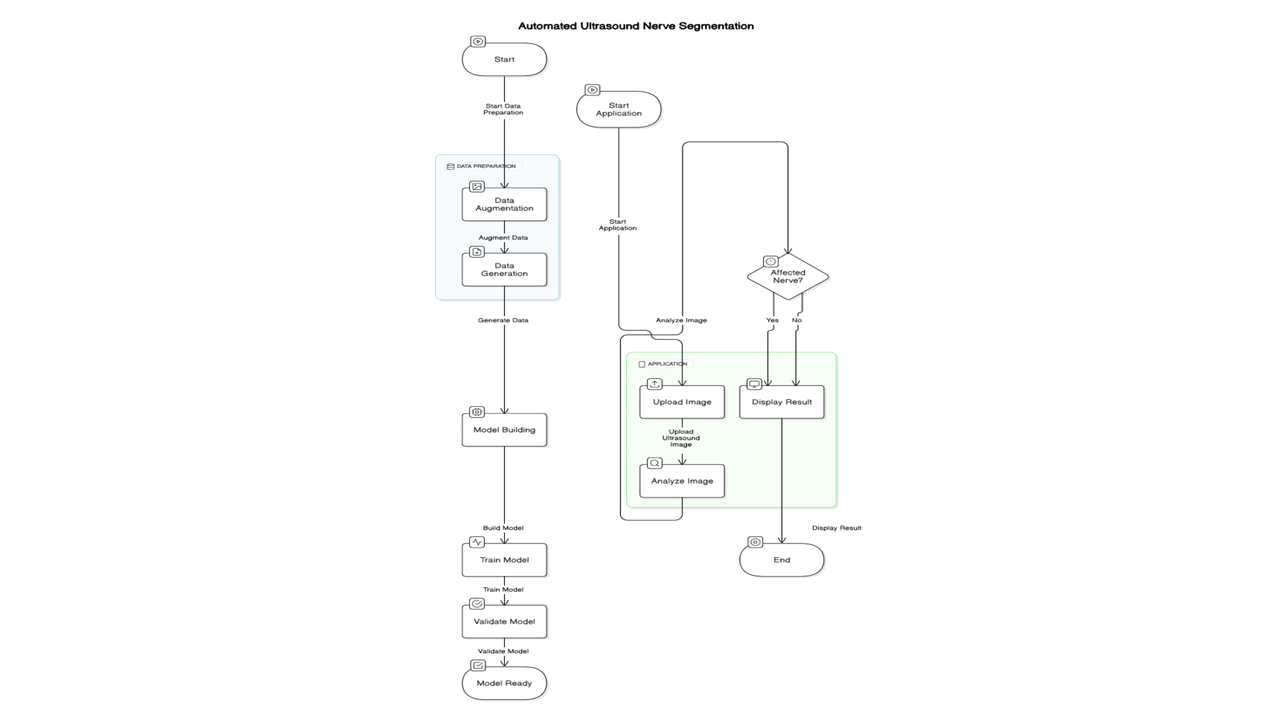 Automated Ultrasound Nerve Segmentation
Start
Start Data
Preparation
DATA PREPARATION
Data
Augmentation
Augment Data
Data
Generation
Generate Data
Model Building
Build Model
Train Model
Train Model
Validate Model
Validate Model
Model Ready
Start
Application
Start
Application
Analyze Image
Affected
Nerve?
Yes
No
APPLICATION
Upload Image
Display Result
Upload
Ultrasound
Image
Analyze Image
Display Result
End